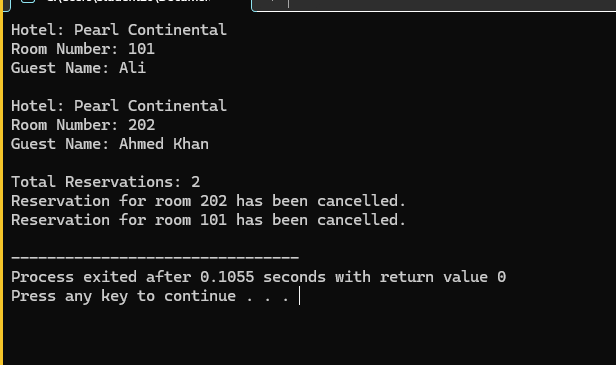 Hotel: Pearl Continental
Room Number: 101
Guest Name: Ali

Hotel: Pearl Continental
Room Number: 202
Guest Name: Ahmed Khan

Total Reservations: 2
Reservation for room 202 has been cancelled.
Reservation for room 101 has been cancelled.

--------------------------------
Process exited after 0.1055 seconds with return value 0
Press any key to continue . . .